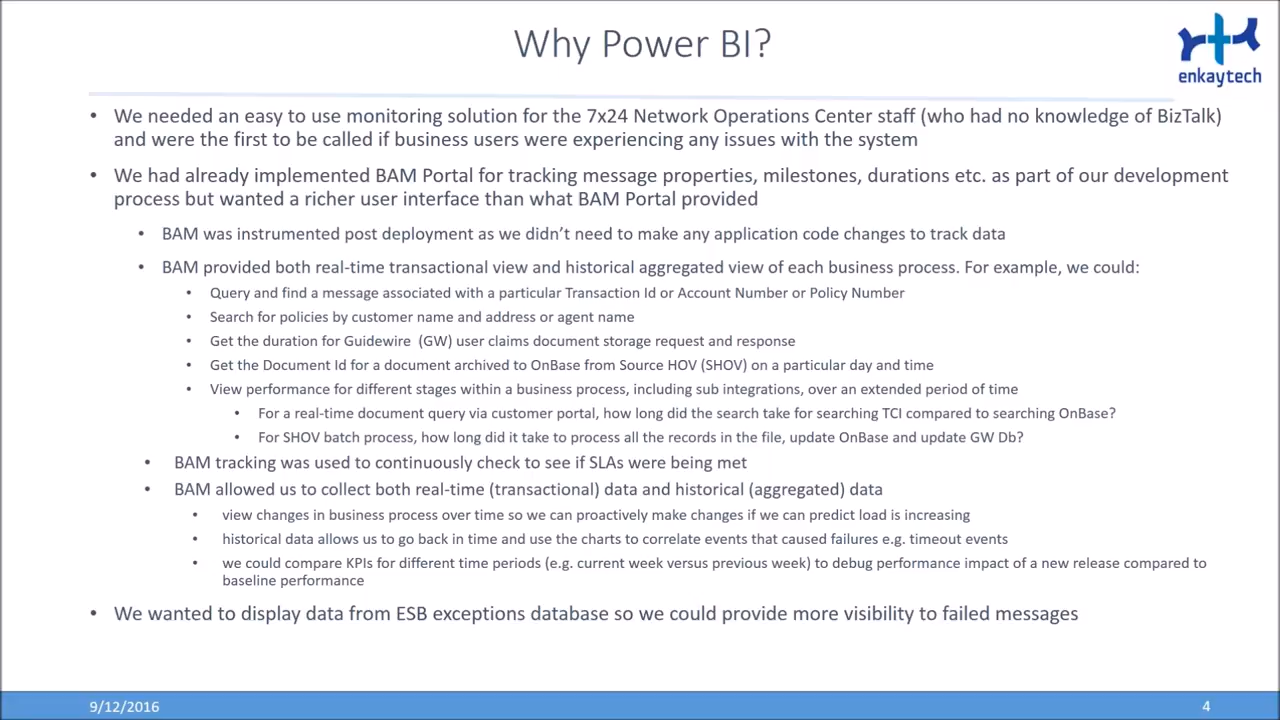 Why Power BI?
enkaytech
• We needed an easy to use monitoring solution for the 7x24 Network Operations Center staff (who had no knowledge of BizTalk)
and were the first to be called if business users were experiencing any issues with the system
• We had already implemented BAM Portal for tracking message properties, milestones, durations etc. as part of our development
process but wanted a richer user interface than what BAM Portal provided
• BAM was instrumented post deployment as we didn’t need to make any application code changes to track data
• BAM provided both real-time transactional view and historical aggregated view of each business process. For example, we could:
• Query and find a message associated with a particular Transaction Id or Account Number or Policy Number
• Search for policies by customer name and address or agent name
• Get the duration for Guidewire (GW) user claims document storage request and response
• Get the Document Id for a document archived to OnBase from Source HOV (SHOV) on a particular day and time
• View performance for different stages within a business process, including sub integrations, over an extended period of time
• For a real-time document query via customer portal, how long did the search take for searching TCI compared to searching OnBase?
• For SHOV batch process, how long did it take to process all the records in the file, update OnBase and update GW Db?
• BAM tracking was used to continuously check to see if SLAs were being met
• BAM allowed us to collect both real-time (transactional) data and historical (aggregated) data
• view changes in business process over time so we can proactively make changes if we can predict load is increasing
• historical data allows us to go back in time and use the charts to correlate events that caused failures e.g. timeout events
• we could compare KPIs for different time periods (e.g. current week versus previous week) to debug performance impact of a new release compared to
baseline performance
• We wanted to display data from ESB exceptions database so we could provide more visibility to failed messages
9/12/2016
4